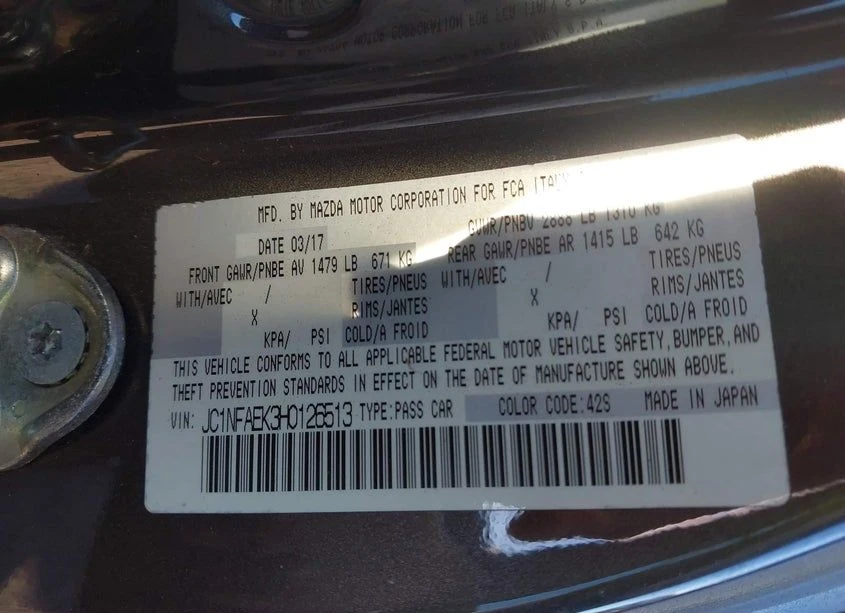 MFD. BY MAZDA MOTOR CORPORATION FOR FCA ITALY
DATE 03/17 GVWR/PNBV 2888 LB 1310 KG
FRONT GAWR/PNBE AV 1479 LB 671 KG REAR GAWR/PNBE AR 1415 LB 642 KG
WITH/AVEC / TIRES/PNEUS WITH/AVEC / TIRES/PNEUS
X RIMS/JANTES X RIMS/JANTES
KPA/ PSI COLD/A FROID KPA/ PSI COLD/A FROID
THIS VEHICLE CONFORMS TO ALL APPLICABLE FEDERAL MOTOR VEHICLE SAFETY, BUMPER, AND
THEFT PREVENTION STANDARDS IN EFFECT ON THE DATE OF MANUFACTURE SHOWN ABOVE.
VIN: JC1NFAEK3H0126513 TYPE:PASS CAR COLOR CODE:42S MADE IN JAPAN